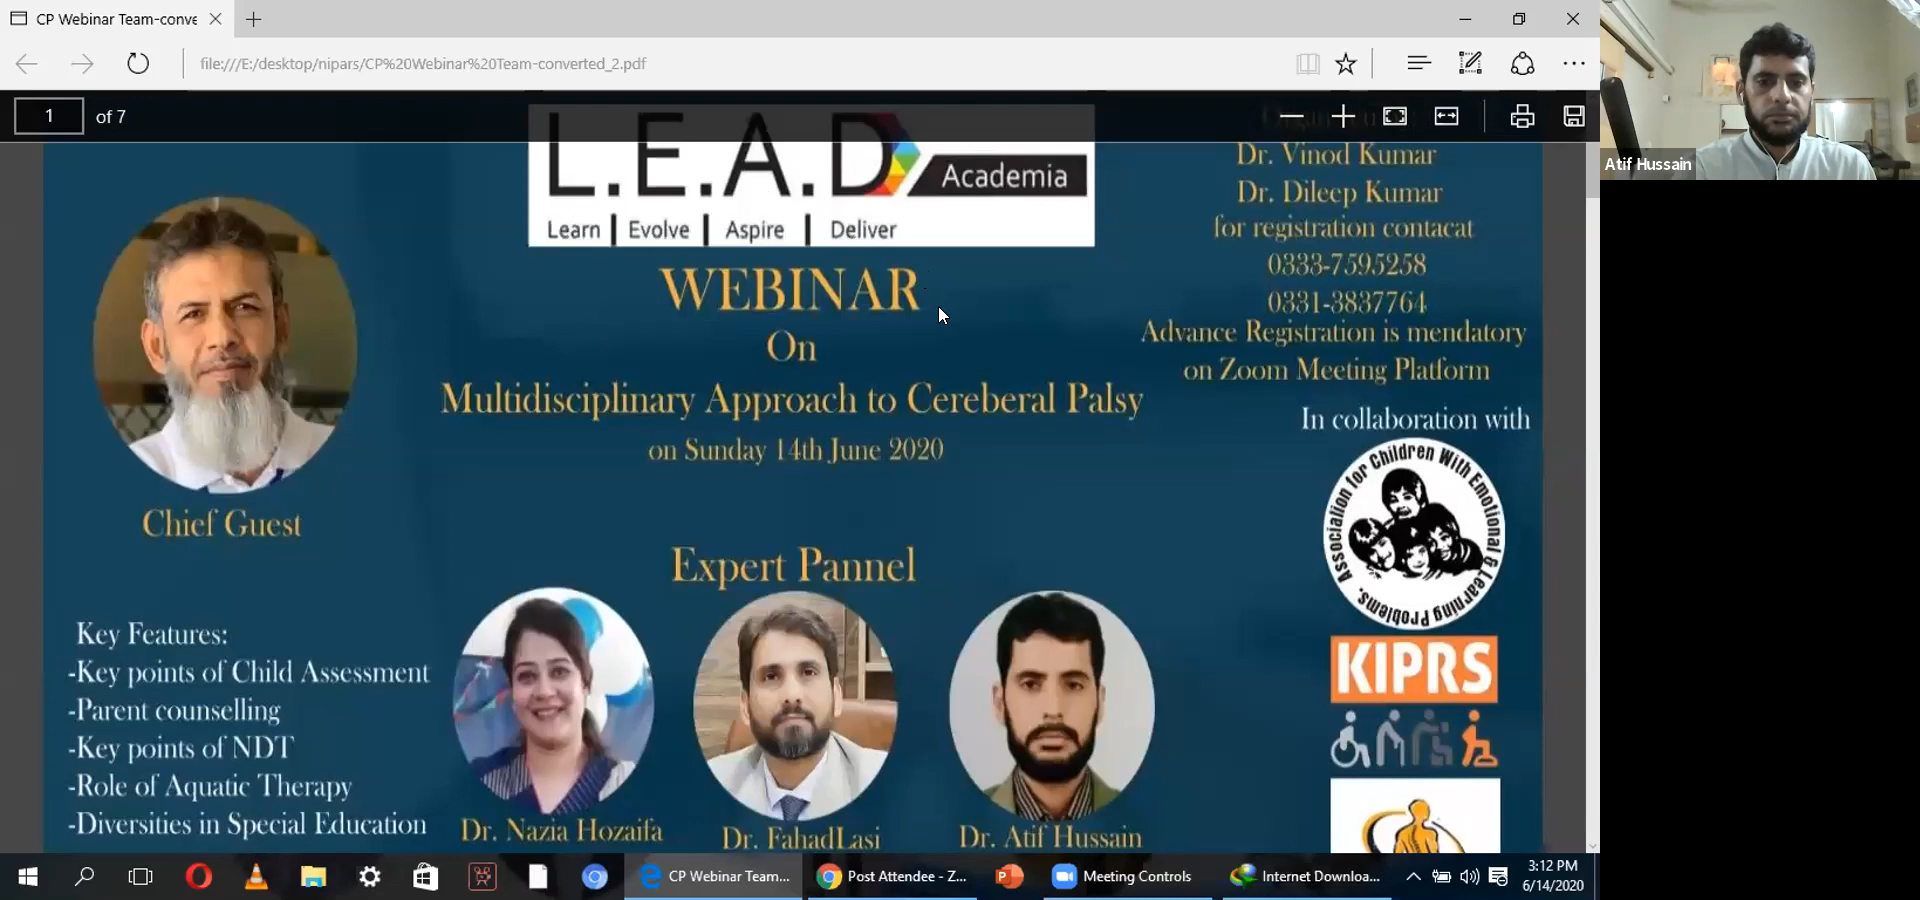 CP Webinar Team-conve
file:///E:/desktop/nipars/CP%20Webinar%20Team-converted_2.pdf
1 of 7
L.E.A.D Academia
Learn | Evolve | Aspire | Deliver
WEBINAR
On
Multidisciplinary Approach to Cereberal Palsy
on Sunday 14th June 2020
Dr. Vinod Kumar
Dr. Dileep Kumar
for registration contacat
0333-7595258
0331-3837764
Advance Registration is mendatory
on Zoom Meeting Platform
In collaboration with
Association for Children With Emotional & Learning Problems.
KIPRS
Chief Guest
Expert Pannel
Key Features:
-Key points of Child Assessment
-Parent counselling
-Key points of NDT
-Role of Aquatic Therapy
-Diversities in Special Education
Dr. Nazia Hozaifa
Dr. FahadLasi
Dr. Atif Hussain
Atif Hussain
CP Webinar Team...
Post Attendee - Z...
Meeting Controls
Internet Downloa...
3:12 PM
6/14/2020